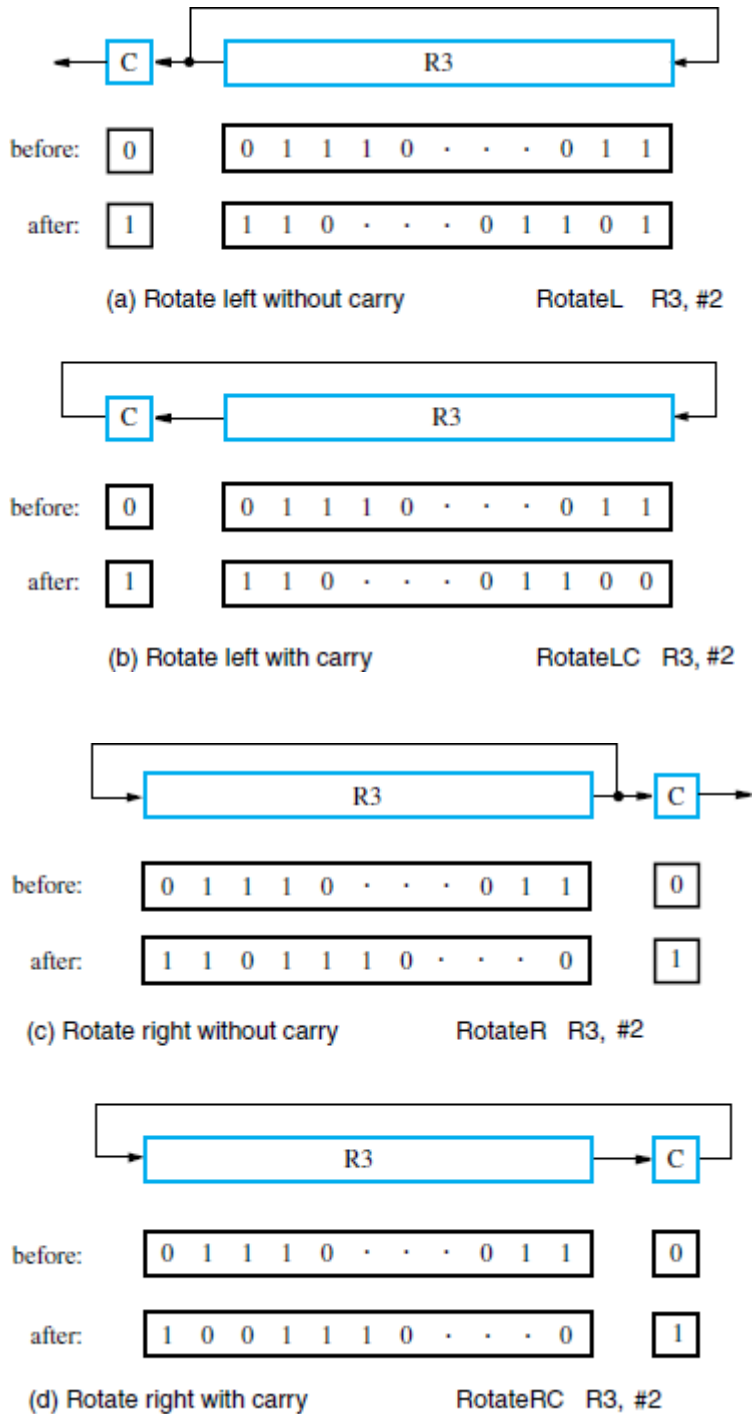 C R3
before: 0 0 1 1 1 0 · · · 0 1 1
after: 1 1 1 0 · · · 0 1 1 0 1
(a) Rotate left without carry RotateL R3, #2
C R3
before: 0 0 1 1 1 0 · · · 0 1 1
after: 1 1 1 0 · · · 0 1 1 0 0
(b) Rotate left with carry RotateLC R3, #2
R3 C
before: 0 1 1 1 0 · · · 0 1 1 0
after: 1 1 0 1 1 1 0 · · · 0 1
(c) Rotate right without carry RotateR R3, #2
R3 C
before: 0 1 1 1 0 · · · 0 1 1 0
after: 1 0 0 1 1 1 0 · · · 0 1
(d) Rotate right with carry RotateRC R3, #2